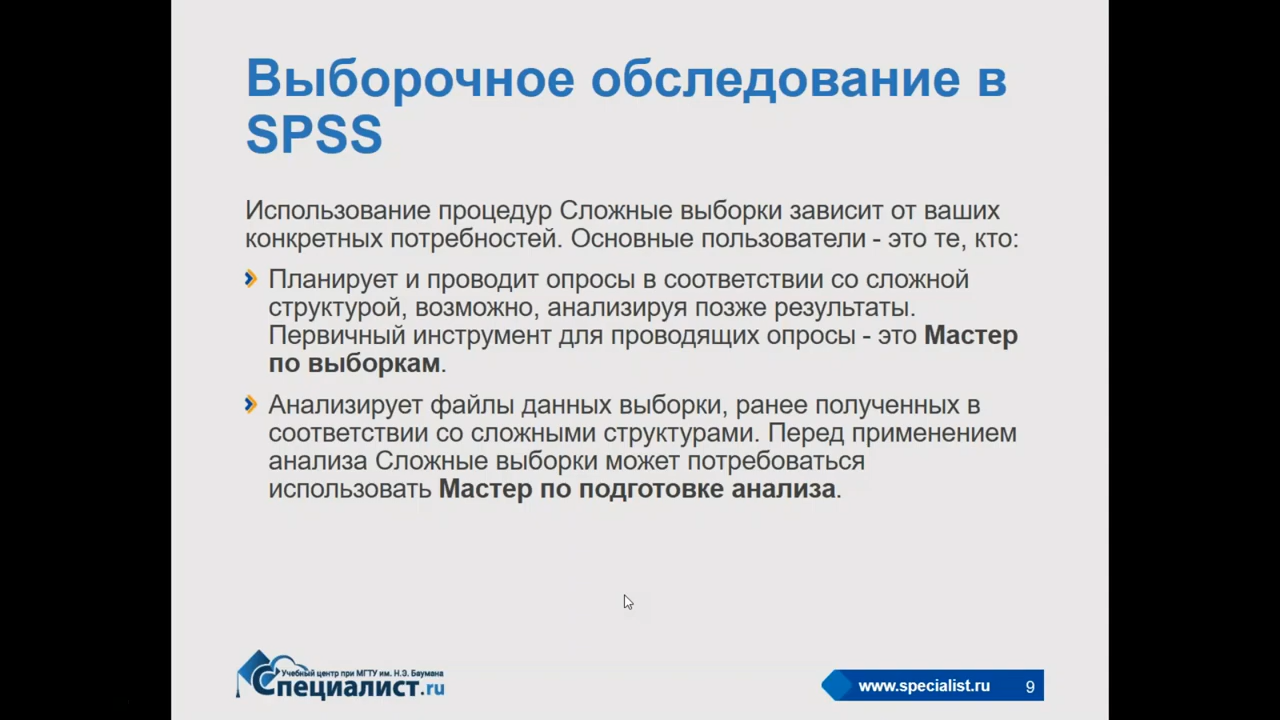 Выборочное обследование в
SPSS
Использование процедур Сложные выборки зависит от ваших
конкретных потребностей. Основные пользователи - это те, кто:
Планирует и проводит опросы в соответствии со сложной
структурой, возможно, анализируя позже результаты.
Первичный инструмент для проводящих опросы - это Мастер
по выборкам.
Анализирует файлы данных выборки, ранее полученных в
соответствии со сложными структурами. Перед применением
анализа Сложные выборки может потребоваться
использовать Мастер по подготовке анализа.
Учебный центр при МГТУ им. Н.Э. Баумана
Специалист.ru
www.specialist.ru 9